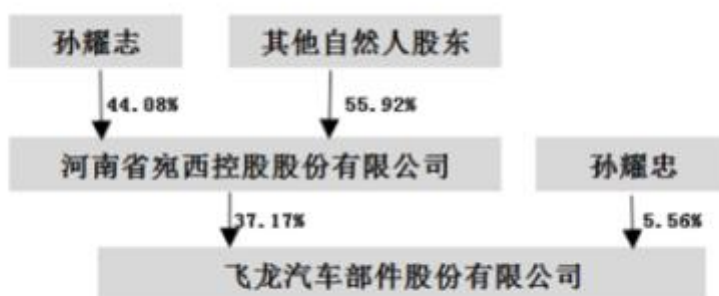 孙耀志
其他自然人股东
44.08%
55.92%
河南省宛西控股股份有限公司
孙耀忠
37.17%
5.56%
飞龙汽车部件股份有限公司